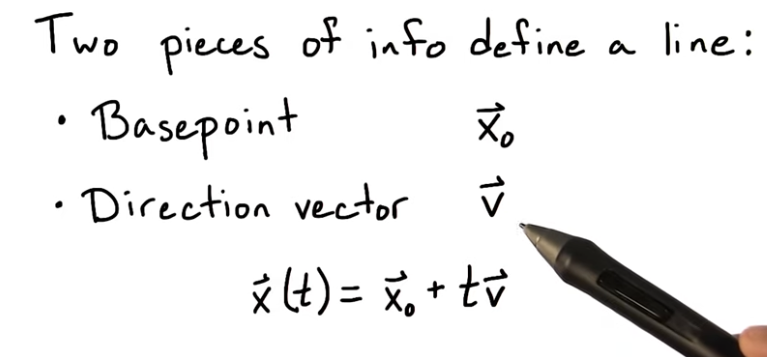 Two pieces of info define a line:
• Basepoint x⃗₀
• Direction vector v⃗
x⃗(t) = x⃗₀ + tv⃗